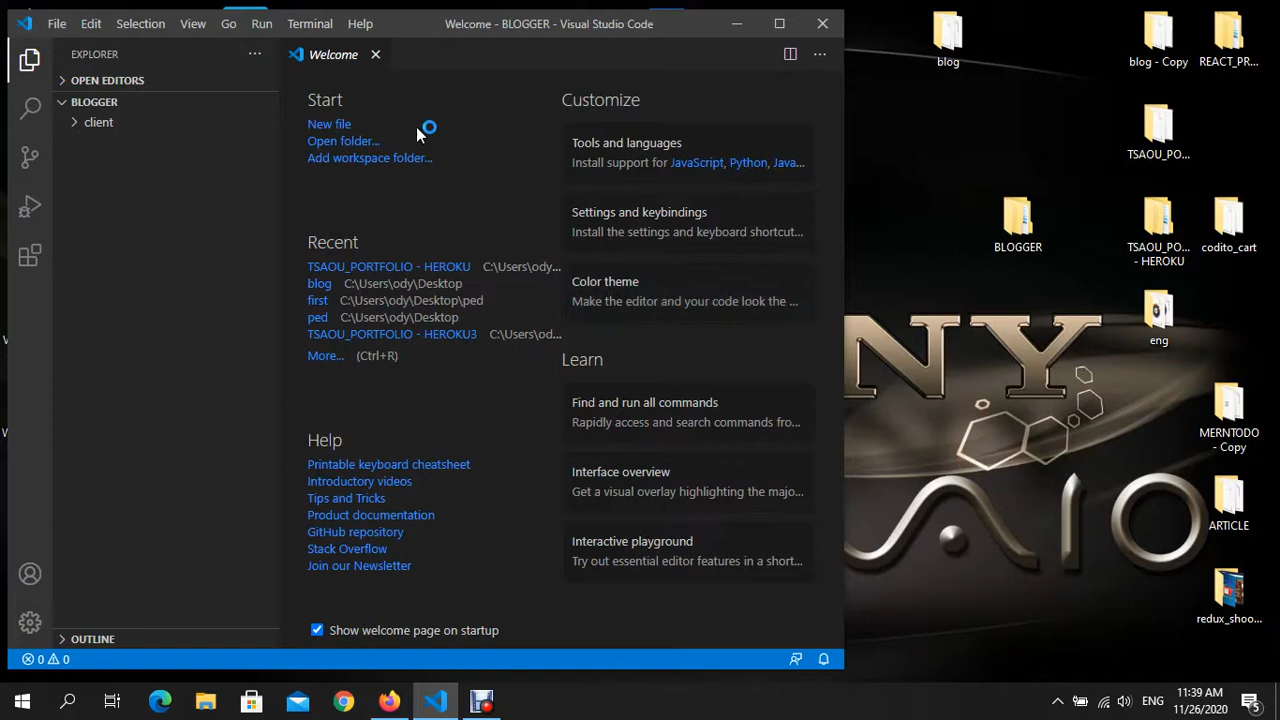 File Edit Selection View Go Run Terminal Help Welcome - BLOGGER - Visual Studio Code
EXPLORER
OPEN EDITORS
BLOGGER
client
OUTLINE
Welcome
Start
New file
Open folder...
Add workspace folder...
Recent
TSAOU_PORTFOLIO - HEROKU C:\Users\ody...
blog C:\Users\ody\Desktop
first C:\Users\ody\Desktop\ped
ped C:\Users\ody\Desktop
TSAOU_PORTFOLIO - HEROKU3 C:\Users\od...
More... (Ctrl+R)
Help
Printable keyboard cheatsheet
Introductory videos
Tips and Tricks
Product documentation
GitHub repository
Stack Overflow
Join our Newsletter
Show welcome page on startup
Customize
Tools and languages
Install support for JavaScript, Python, Java...
Settings and keybindings
Install the settings and keyboard shortcut...
Color theme
Make the editor and your code look the ...
Learn
Find and run all commands
Rapidly access and search commands fro...
Interface overview
Get a visual overlay highlighting the majo...
Interactive playground
Try out essential editor features in a short...
0 0
blog
blog - Copy
REACT_PR...
TSAOU_PO...
BLOGGER
TSAOU_PO...
- HEROKU
codito_cart
eng
MERNTODO
- Copy
ARTICLE
redux_shoo...
NY
ENG
11:39 AM
11/26/2020
5